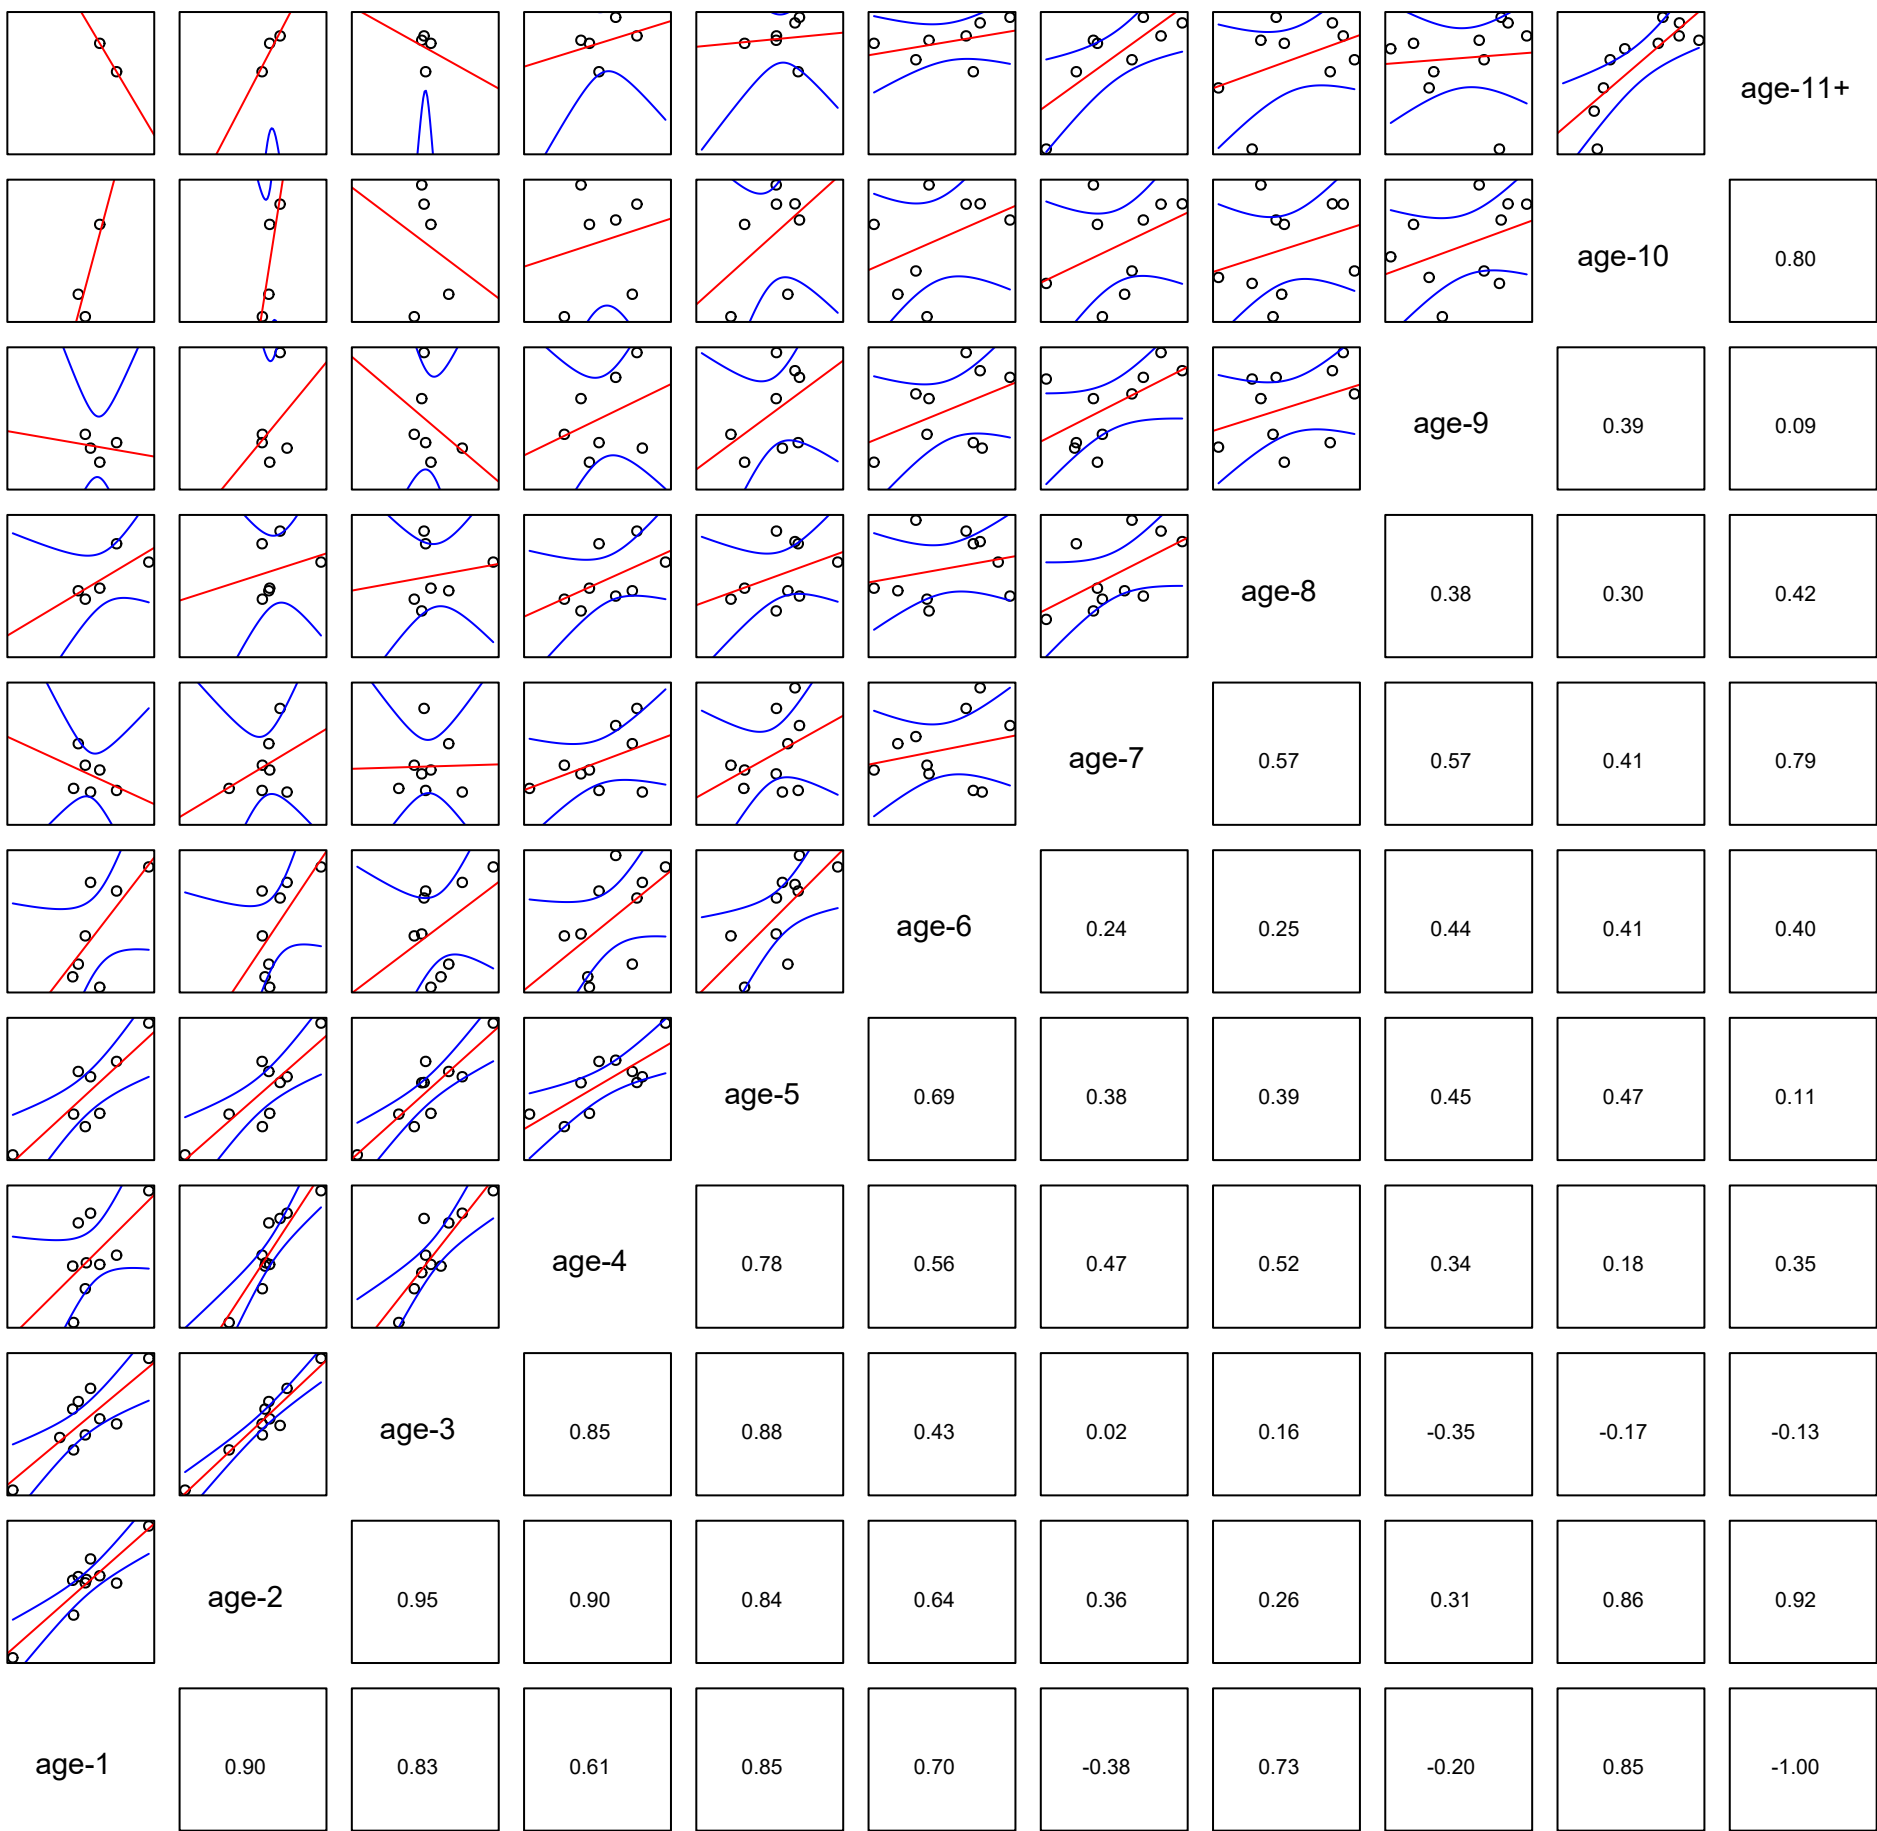 age-11+
age-10 0.80
age-9 0.39 0.09
age-8 0.38 0.30 0.42
age-7 0.57 0.57 0.41 0.79
age-6 0.24 0.25 0.44 0.41 0.40
age-5 0.69 0.38 0.39 0.45 0.47 0.11
age-4 0.78 0.56 0.47 0.52 0.34 0.18 0.35
age-3 0.85 0.88 0.43 0.02 0.16 -0.35 -0.17 -0.13
age-2 0.95 0.90 0.84 0.64 0.36 0.26 0.31 0.86 0.92
age-1 0.90 0.83 0.61 0.85 0.70 -0.38 0.73 -0.20 0.85 -1.00